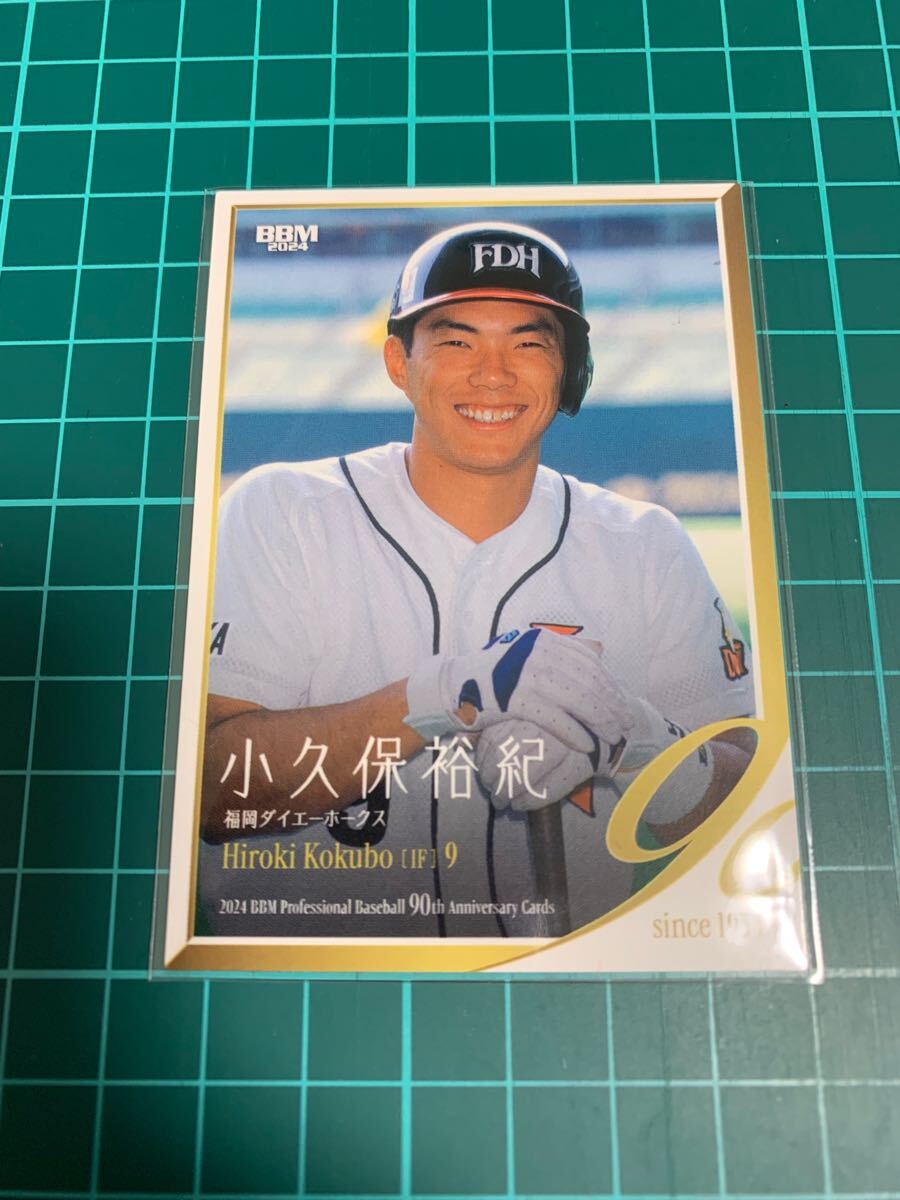 BBM
2024
FDH
小久保裕紀
福岡ダイエーホークス
Hiroki Kokubo [IF] 9
2024 BBM Professional Baseball 90th Anniversary Cards
90
since